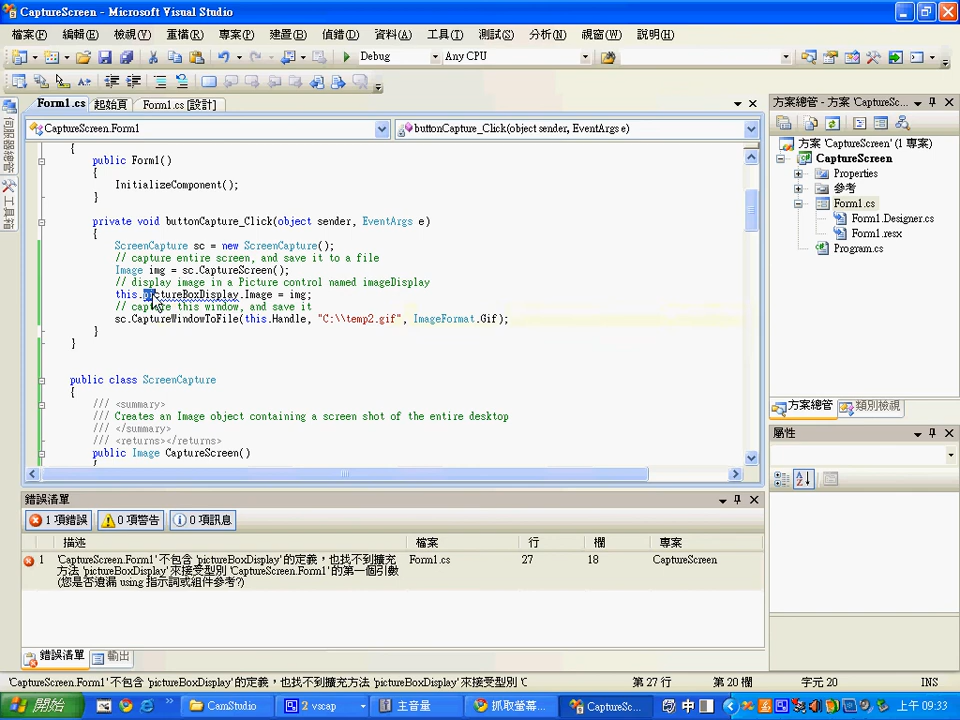 CaptureScreen - Microsoft Visual Studio
檔案(F) 編輯(E) 檢視(V) 重構(R) 專案(P) 建置(B) 偵錯(D) 資料(A) 工具(T) 測試(S) 分析(N) 視窗(W) 說明(H)
Debug Any CPU
Form1.cs 起始頁 Form1.cs [設計]
CaptureScreen.Form1 buttonCapture_Click(object sender, EventArgs e)
伺服器總管
工具箱
{
public Form1()
{
InitializeComponent();
}
private void buttonCapture_Click(object sender, EventArgs e)
{
ScreenCapture sc = new ScreenCapture();
// capture entire screen, and save it to a file
Image img = sc.CaptureScreen();
// display image in a Picture control named imageDisplay
this.pictureBoxDisplay.Image = img;
// capture this window, and save it
sc.CaptureWindowToFile(this.Handle, "C:\\temp2.gif", ImageFormat.Gif);
}
}
public class ScreenCapture
{
/// <summary>
/// Creates an Image object containing a screen shot of the entire desktop
/// </summary>
/// <returns></returns>
public Image CaptureScreen()
方案總管 - 方案 'CaptureSc...
方案 'CaptureScreen' (1 專案)
CaptureScreen
Properties
參考
Form1.cs
Form1.Designer.cs
Form1.resx
Program.cs
方案總管 類別檢視
屬性
錯誤清單
1 項錯誤 0 項警告 0 項訊息
描述 檔案 行 欄 專案
1 'CaptureScreen.Form1' 不包含 'pictureBoxDisplay' 的定義，也找不到擴充 Form1.cs 27 18 CaptureScreen
方法 'pictureBoxDisplay' 來接受型別 'CaptureScreen.Form1' 的第一個引數
(您是否遺漏 using 指示詞或組件參考?)
錯誤清單 輸出
'CaptureScreen.Form1' 不包含 'pictureBoxDisplay' 的定義，也找不到擴充方法 'pictureBoxDisplay' 來接受型別 'C 第 27 行 第 20 欄 字元 20 INS
開始 CamStudio 2 vscap 主音量 抓取螢幕... CaptureSc... 中 上午 09:33